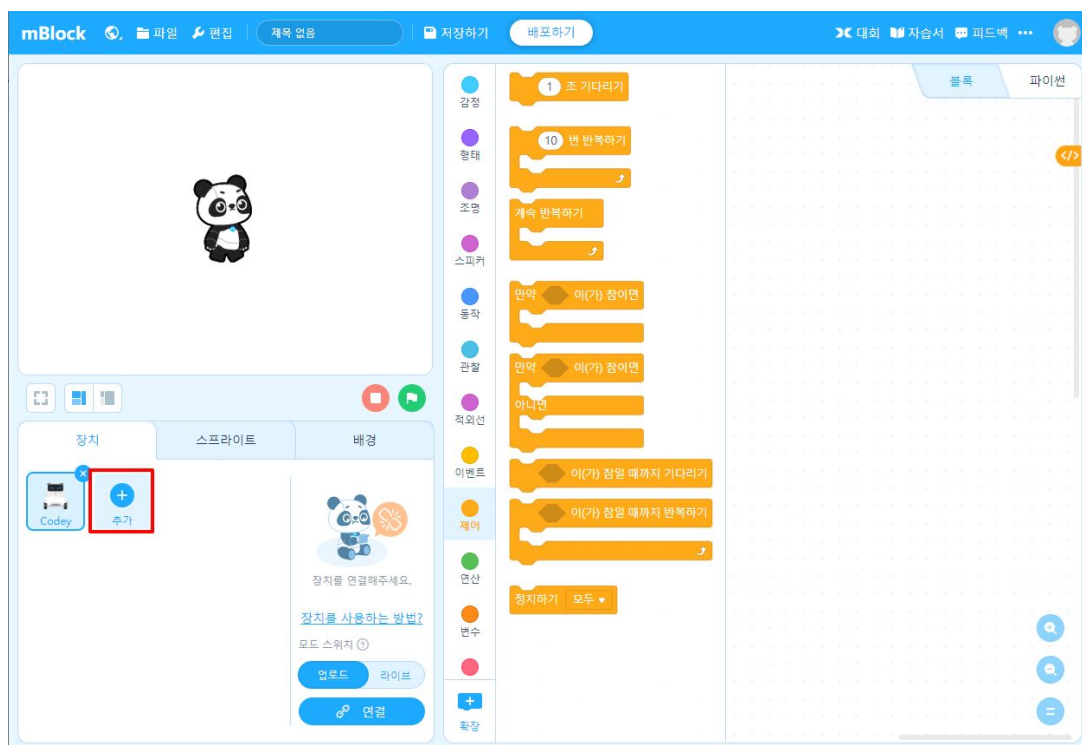 mBlock 파일 편집 제목 없음 저장하기 배포하기 대회 자습서 피드백
장치 스프라이트 배경
Codey
추가
장치를 연결해주세요.
장치를 사용하는 방법?
모드 스위치 ?
업로드 라이브
연결
감정
형태
조명
스피커
동작
관찰
적외선
이벤트
제어
연산
변수
확장
1 초 기다리기
10 번 반복하기
계속 반복하기
만약 이(가) 참이면
만약 이(가) 참이면
아니면
이(가) 참일 때까지 기다리기
이(가) 참일 때까지 반복하기
정지하기 모두
블록 파이썬
</>